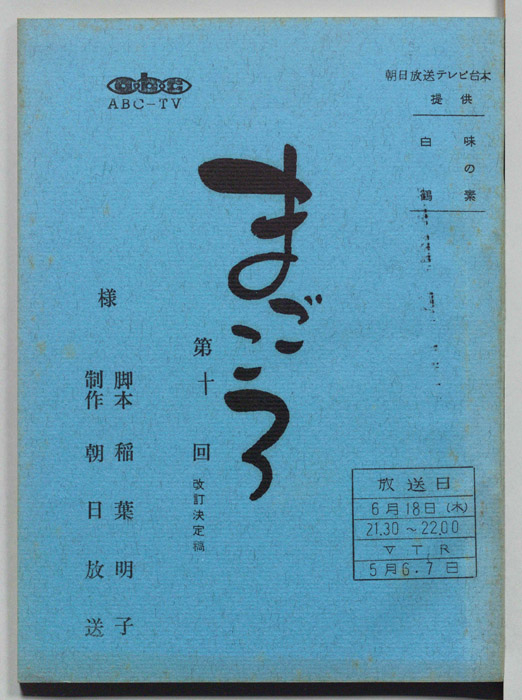 朝日放送テレビ台本
提供
味の素
白鶴
abc
ABC-TV
まごころ
第十回
改訂決定稿
様
脚本 稲葉明子
制作 朝日放送
放送日
6月18日(木)
21.30~22.00
VTR
5月6.7日